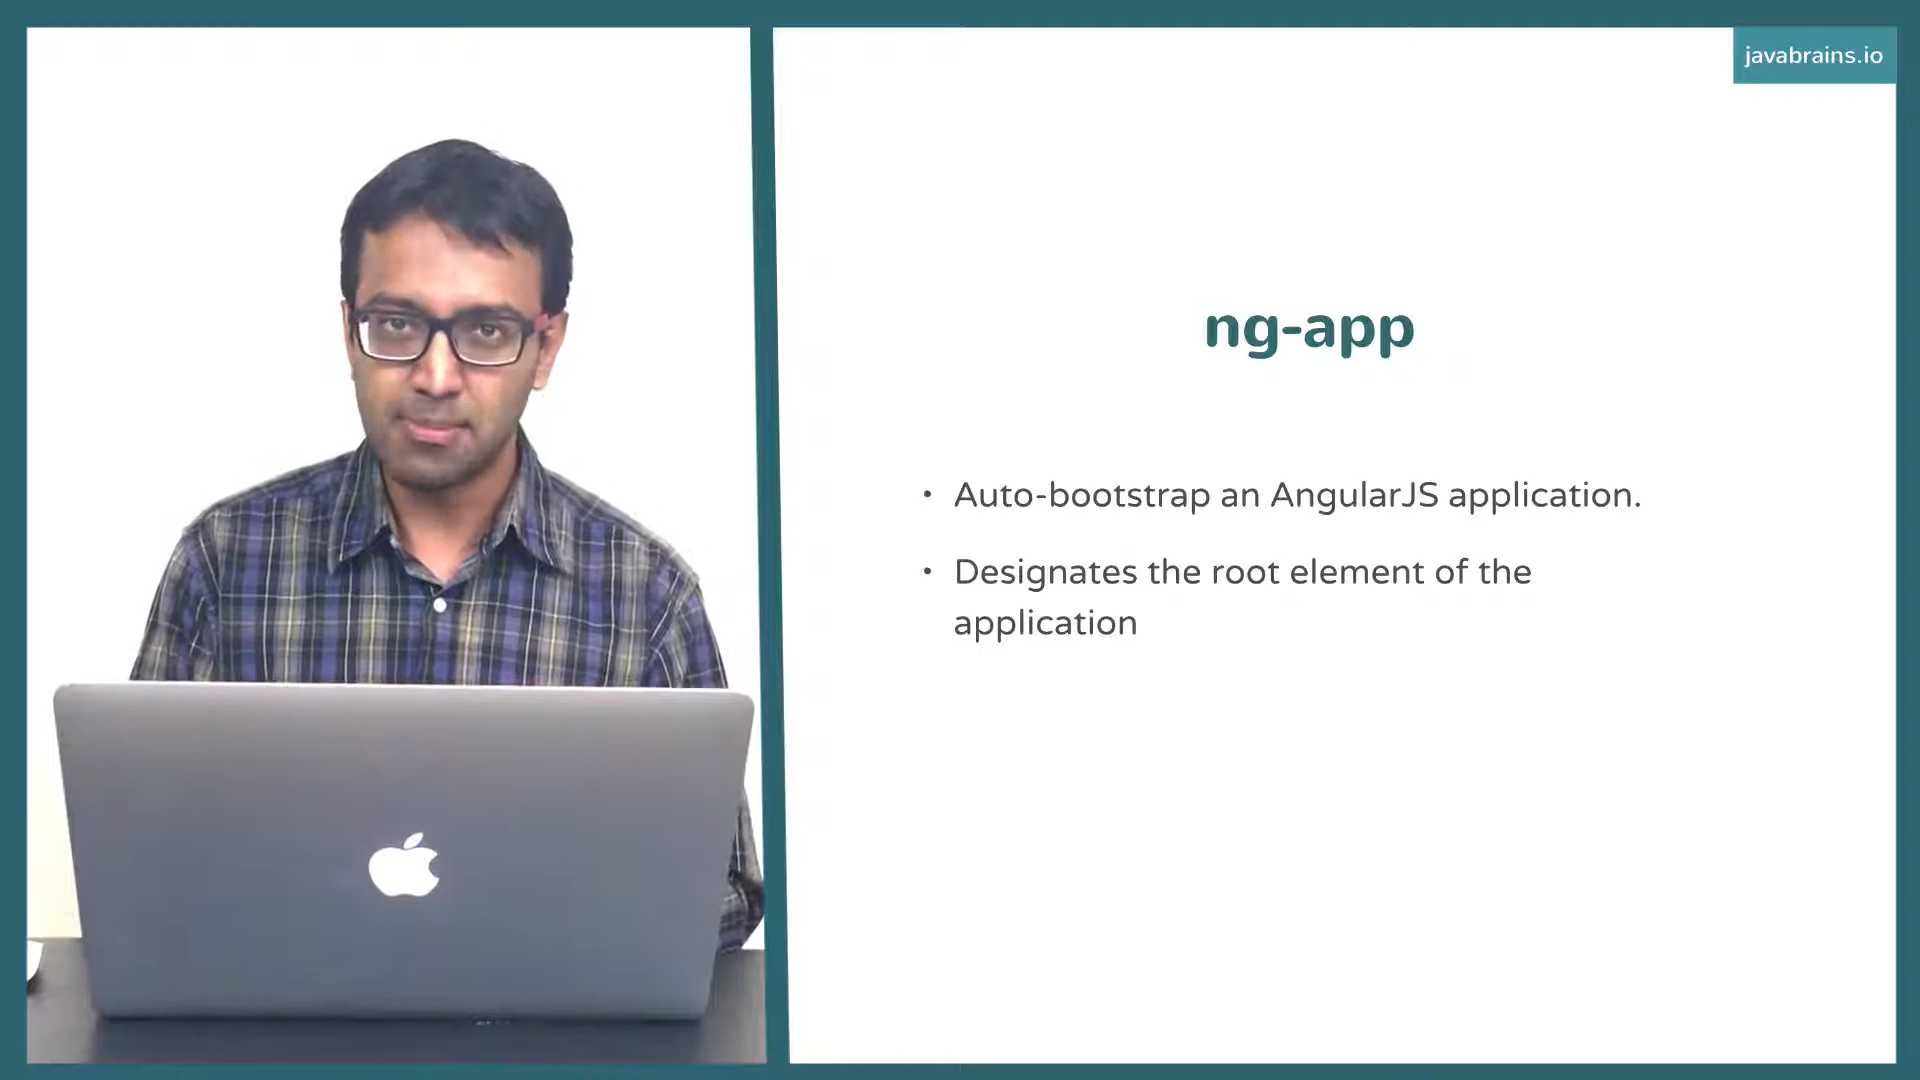 javabrains.io
ng-app
• Auto-bootstrap an AngularJS application.
• Designates the root element of the
application